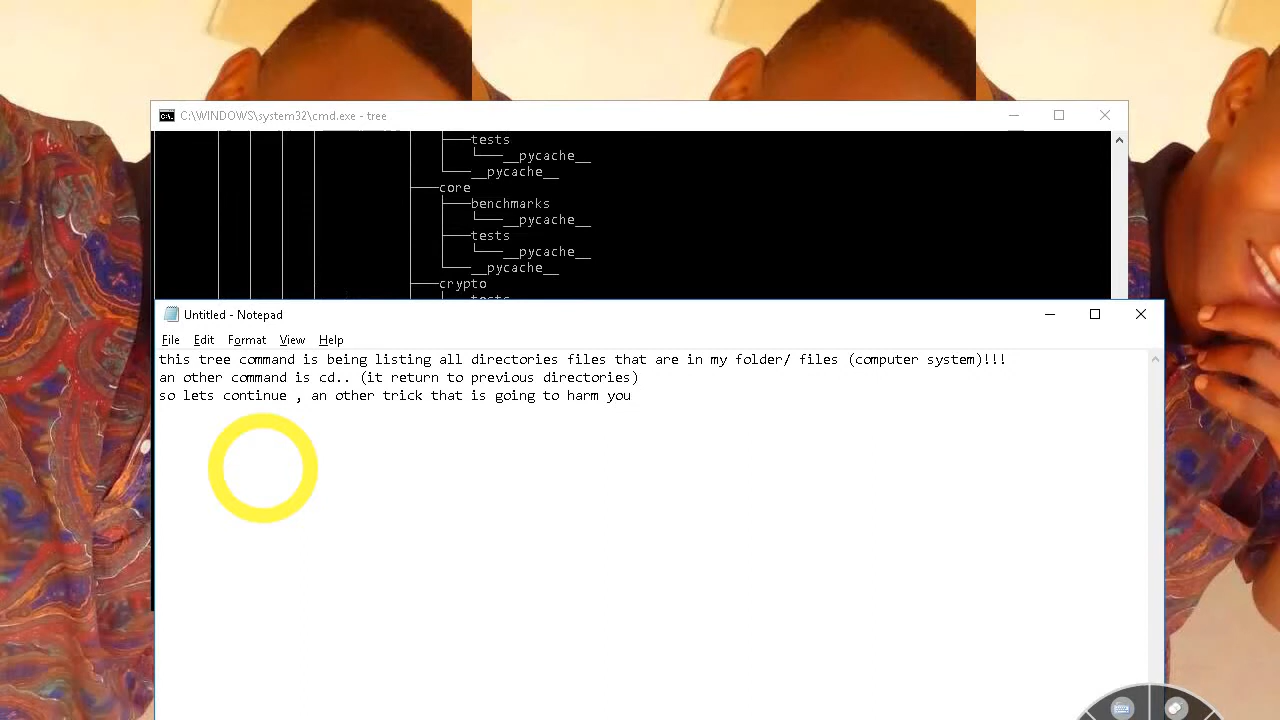 C:\WINDOWS\system32\cmd.exe - tree
tests
__pycache__
__pycache__
core
benchmarks
__pycache__
tests
__pycache__
__pycache__
crypto
tests
Untitled - Notepad
File Edit Format View Help
this tree command is being listing all directories files that are in my folder/ files (computer system)!!!
an other command is cd.. (it return to previous directories)
so lets continue , an other trick that is going to harm you